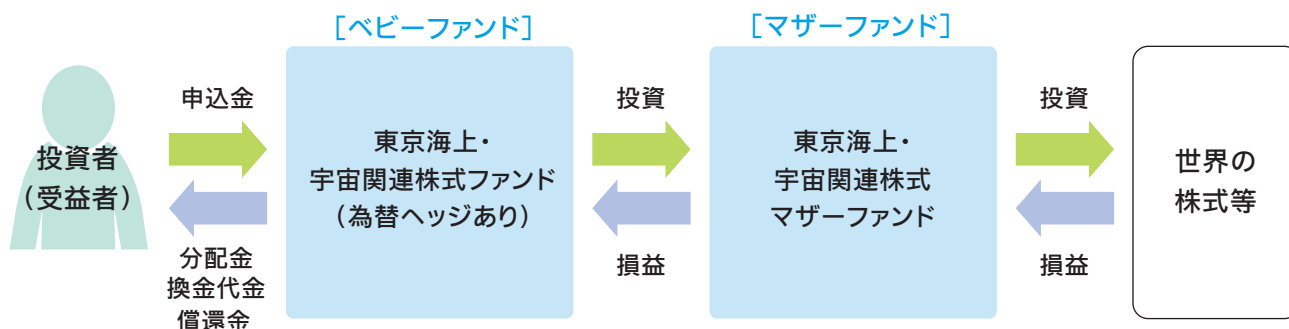 [ベビーファンド]
[マザーファンド]
投資者
(受益者)
申込金
分配金
換金代金
償還金
東京海上・
宇宙関連株式ファンド
(為替ヘッジあり)
投資
損益
東京海上・
宇宙関連株式
マザーファンド
投資
損益
世界の
株式等